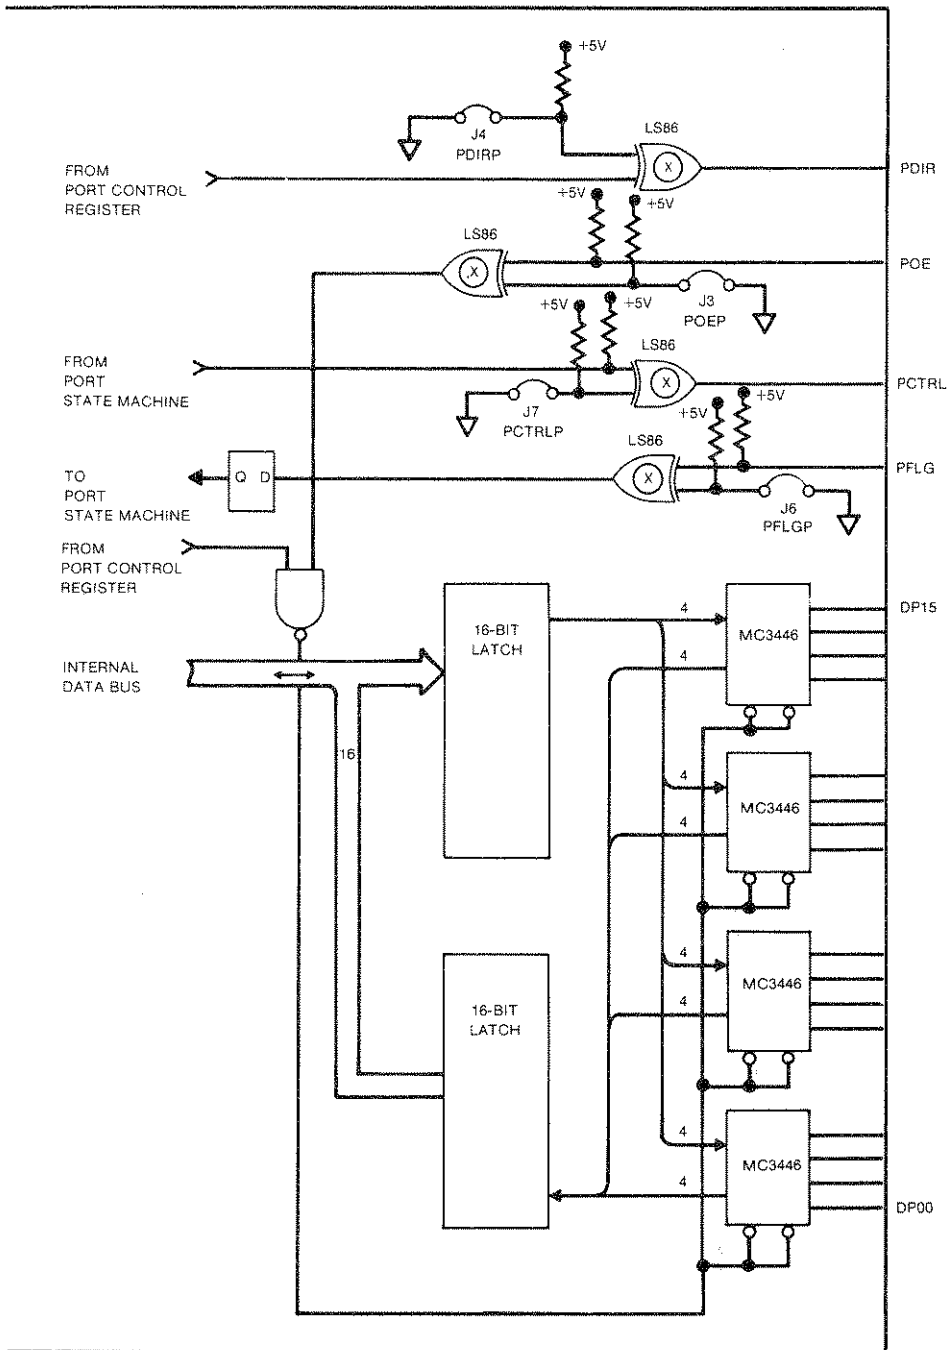 +5V
LS86
J4
PDIRP
PDIR
FROM
PORT CONTROL
REGISTER
+5V
+5V
LS86
POE
J3
POEP
+5V
+5V
LS86
FROM
PORT
STATE MACHINE
PCTRL
J7
PCTRLP
+5V
+5V
LS86
PFLG
TO
PORT
STATE MACHINE
Q D
J6
PFLGP
FROM
PORT CONTROL
REGISTER
X
X
X
X
INTERNAL
DATA BUS
16
16-BIT
LATCH
4
MC3446
DP15
4
4
MC3446
4
16-BIT
LATCH
4
MC3446
4
4
MC3446
4
DP00